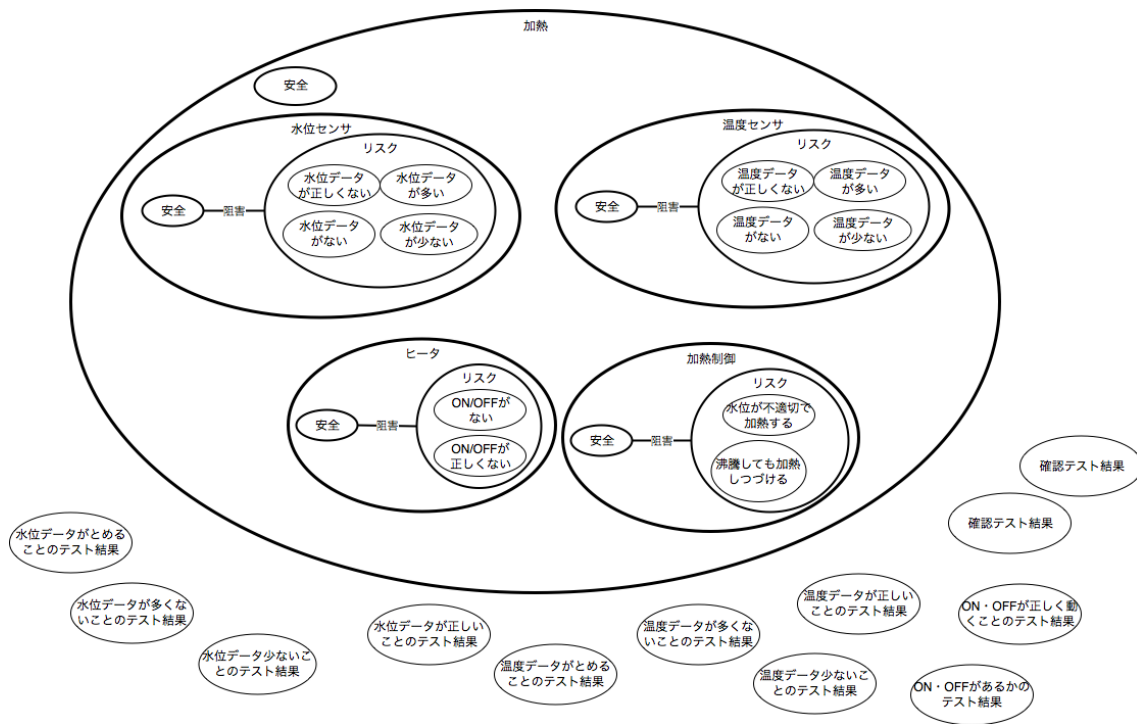 加熱
安全
水位センサ
リスク
水位データ
が正しくない
水位データ
が多い
安全
阻害
水位データ
がない
水位データ
が少ない
温度センサ
リスク
温度データ
が正しくない
温度データ
が多い
安全
阻害
温度データ
がない
温度データ
が少ない
ヒータ
リスク
ON/OFFが
ない
安全
阻害
ON/OFFが
正しくない
加熱制御
リスク
水位が不適切で
加熱する
安全
阻害
沸騰しても加熱
しつづける
確認テスト結果
確認テスト結果
水位データがとめる
ことのテスト結果
水位データが多くな
いことのテスト結果
水位データ少ないこ
とのテスト結果
水位データが正しい
ことのテスト結果
温度データがとめる
ことのテスト結果
温度データが多くな
いことのテスト結果
温度データ少ないこ
とのテスト結果
温度データが正しい
ことのテスト結果
ON・OFFが正しく動
くことのテスト結果
ON・OFFがあるかの
テスト結果